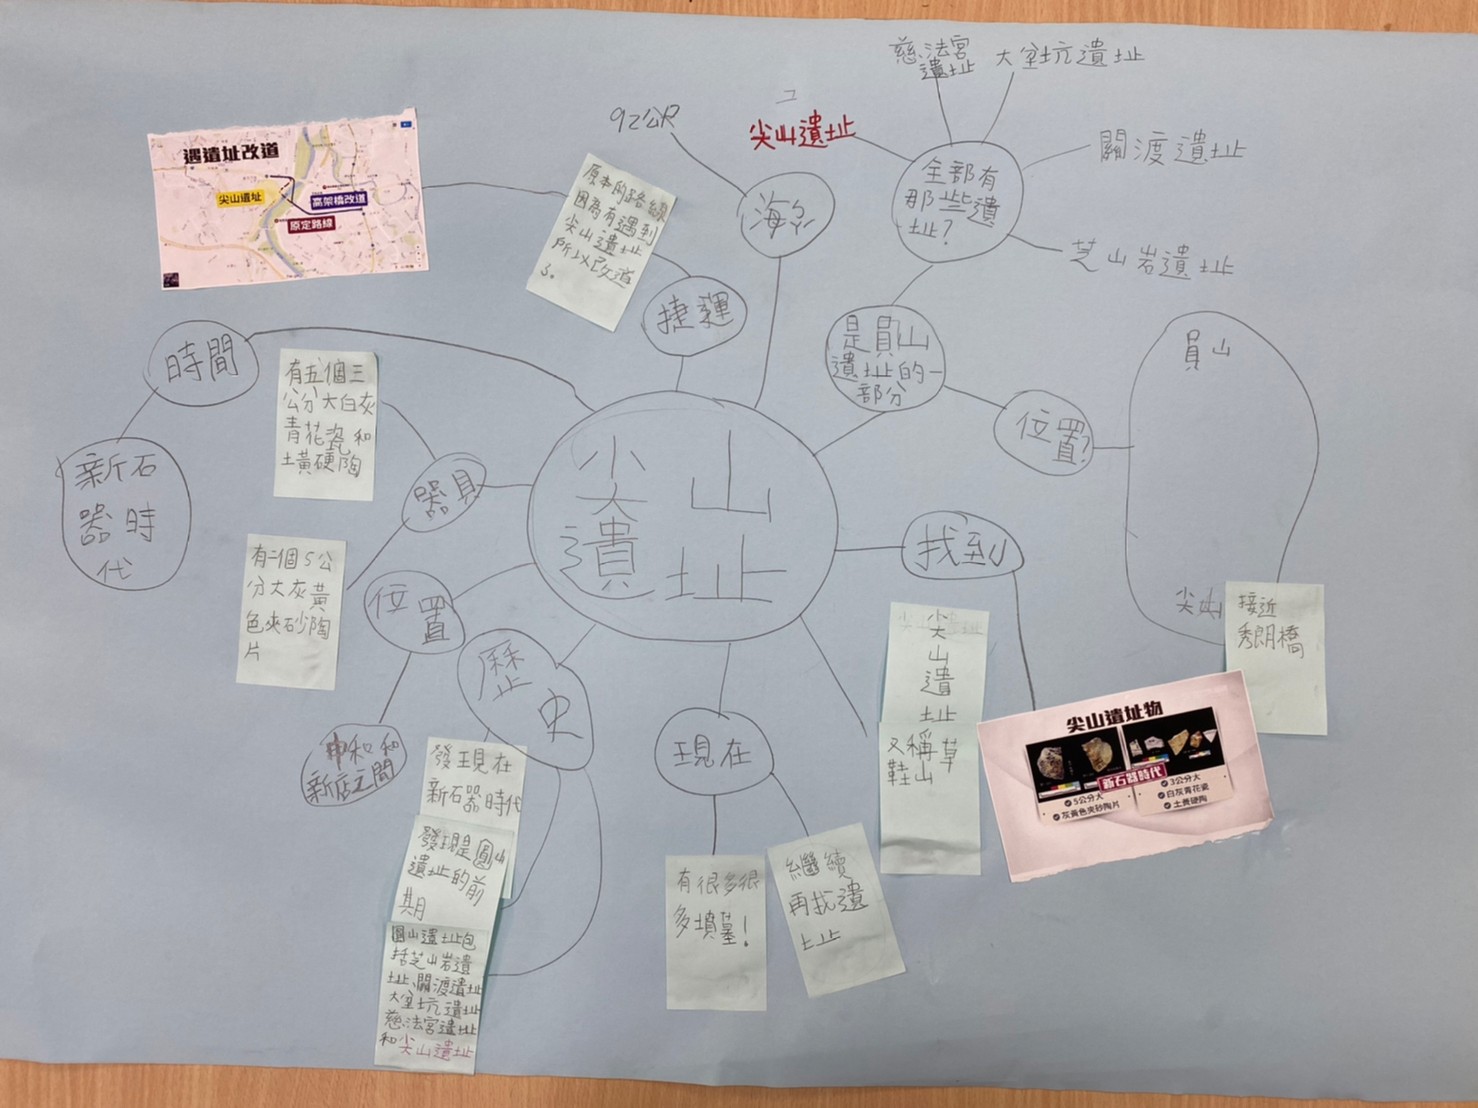 尖山
遺址
時間
新石
器時
代
遇遺址改道
尖山遺址
高架橋改道
原定路線
原本的路線
因為有遇到
尖山遺址
所以改道
了。
捷運
92公尺
海尔
尖山遺址
慈法宮
遺址
大坌坑遺址
關渡遺址
芝山岩遺址
全部有
那些遺
址？
是員山
遺址的一
部分
位置？
員山
尖山
接近
秀朗橋
找到
尖山遺址物
新石器時代
5公分大
灰黃色夾砂陶片
3公分大
白灰青花瓷
土黃硬陶
尖
山
遺
址
又稱草
鞋山
現在
有很多很
多墳墓！
繼續
再找遺
址
歷
史
發現在
新石器時代
發現是圓山
遺址的前
期
圓山遺址包
括芝山岩遺
址、關渡遺址
大坌坑遺址
慈法宮遺址
和尖山遺址
位置
中和和
新店之間
器具
有五個三
公分大白灰
青花瓷和
土黃硬陶
有一個5公
分大灰黃
色夾砂陶
片